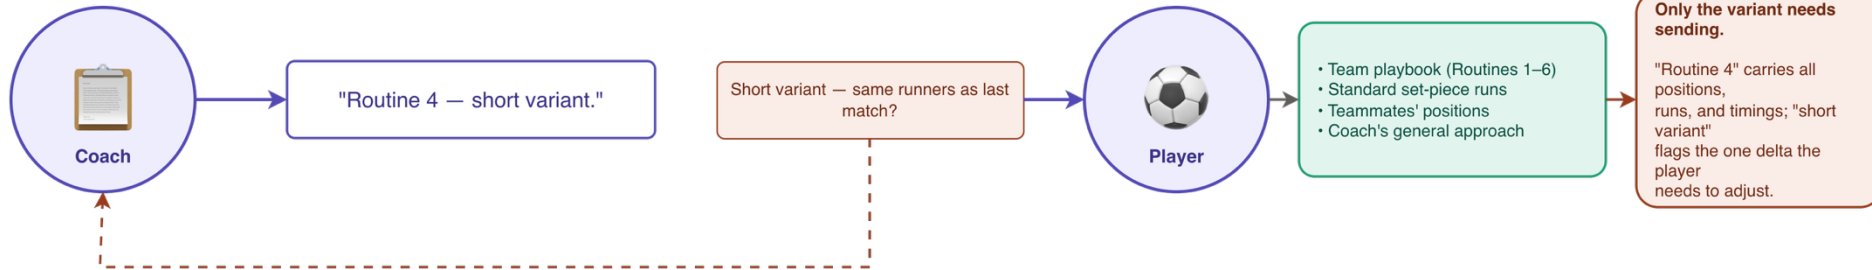 Coach
"Routine 4 — short variant."
Short variant — same runners as last
match?
Player
• Team playbook (Routines 1–6)
• Standard set-piece runs
• Teammates' positions
• Coach's general approach
Only the variant needs
sending.
"Routine 4" carries all
positions,
runs, and timings; "short
variant"
flags the one delta the
player
needs to adjust.